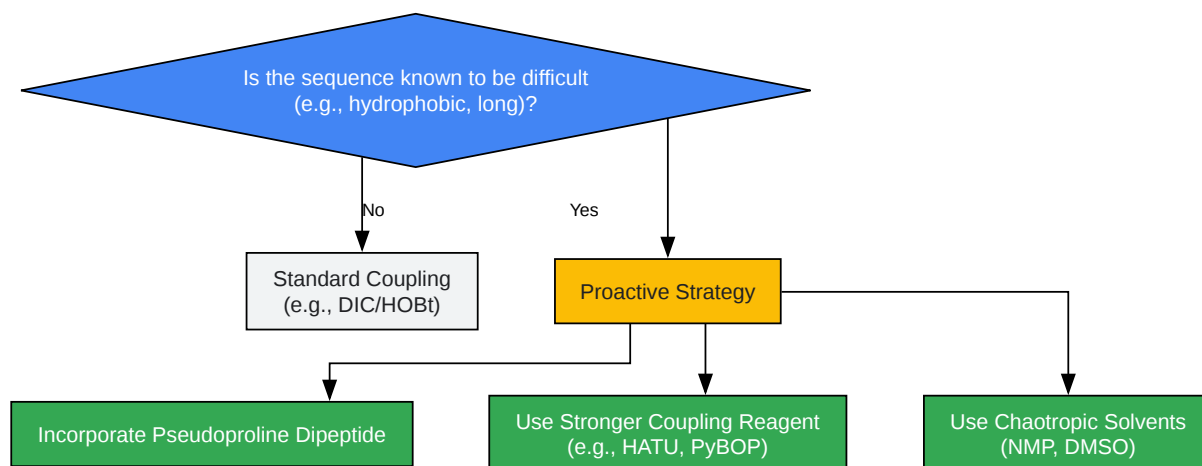 Is the sequence known to be difficult
(e.g., hydrophobic, long)?
No
Yes
Standard Coupling
(e.g., DIC/HOBt)
Proactive Strategy
Incorporate Pseudoproline Dipeptide
Use Stronger Coupling Reagent
(e.g., HATU, PyBOP)
Use Chaotropic Solvents
(NMP, DMSO)